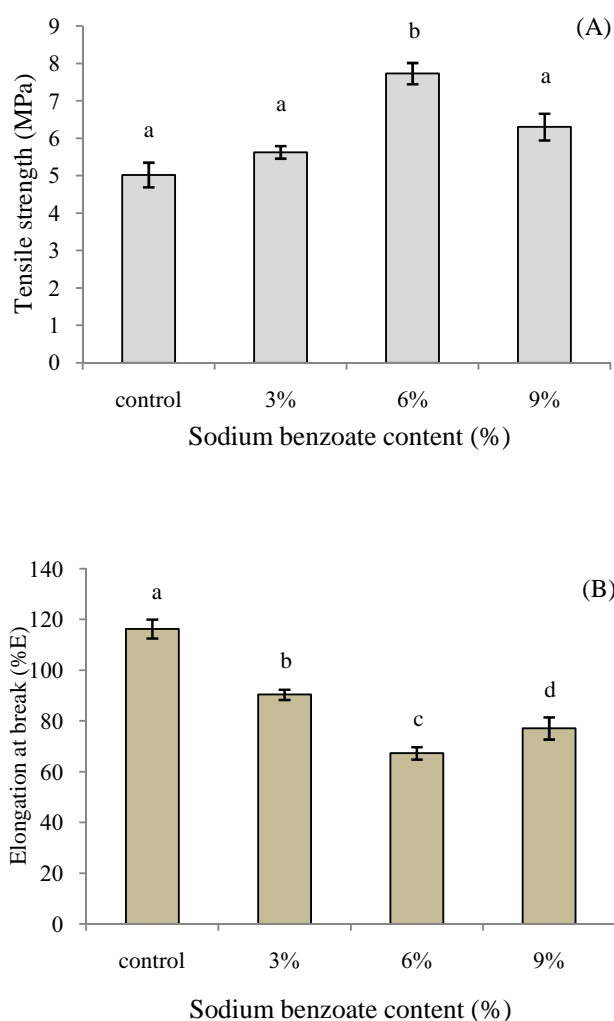 (A)
Tensile strength (MPa)
9
8
7
6
5
4
3
2
1
0
a
a
b
a
control 3% 6% 9%
Sodium benzoate content (%)
(B)
Elongation at break (%E)
140
120
100
80
60
40
20
0
a
b
c
d
control 3% 6% 9%
Sodium benzoate content (%)